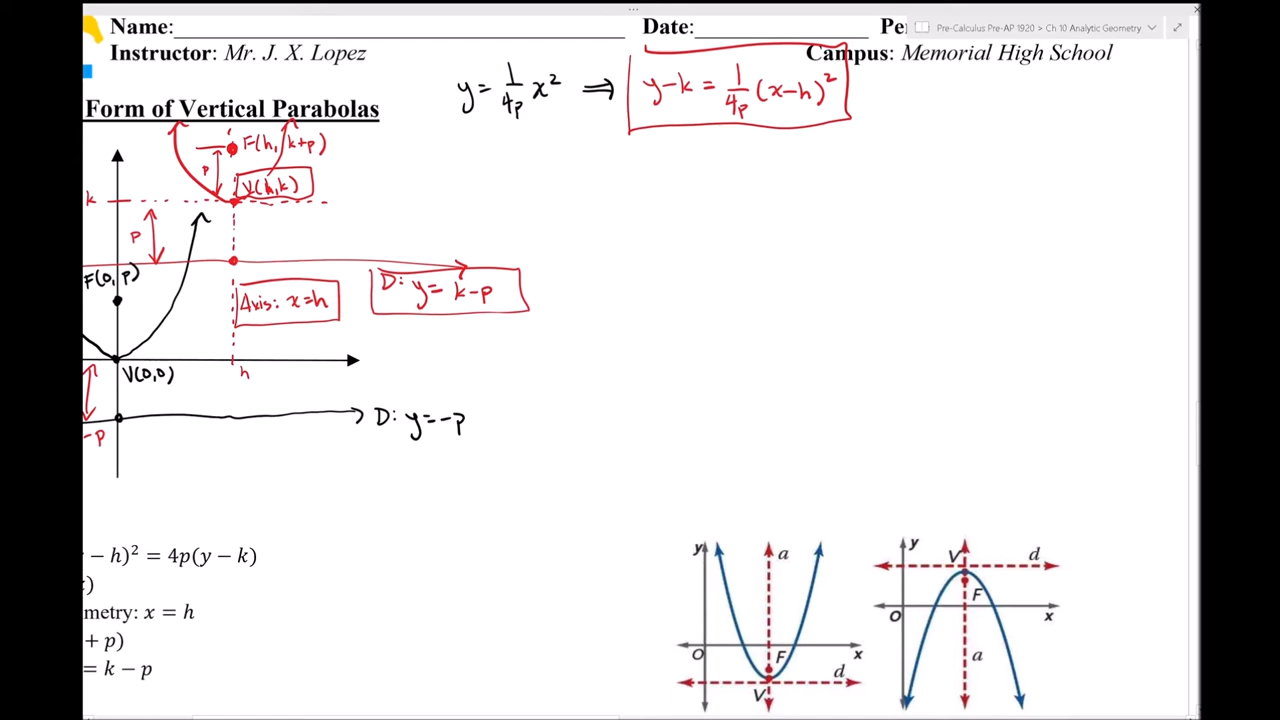 Name:
Date:
Pe
Pre-Calculus Pre-AP 1920 > Ch 10 Analytic Geometry
Instructor: Mr. J. X. Lopez
Campus: Memorial High School
y = 1/4p x² ⇒ y-k = 1/4p (x-h)²
Form of Vertical Parabolas
F(h, k+p)
p
V(h,k)
k
p
F(0, p)
D: y = k-p
Axis: x=h
V(0,0)
h
D: y=-p
-p
− h)² = 4p(y − k)
)
metry: x = h
+ p)
= k − p
y
a
O
x
F
d
V
y
V
d
F
O
x
a